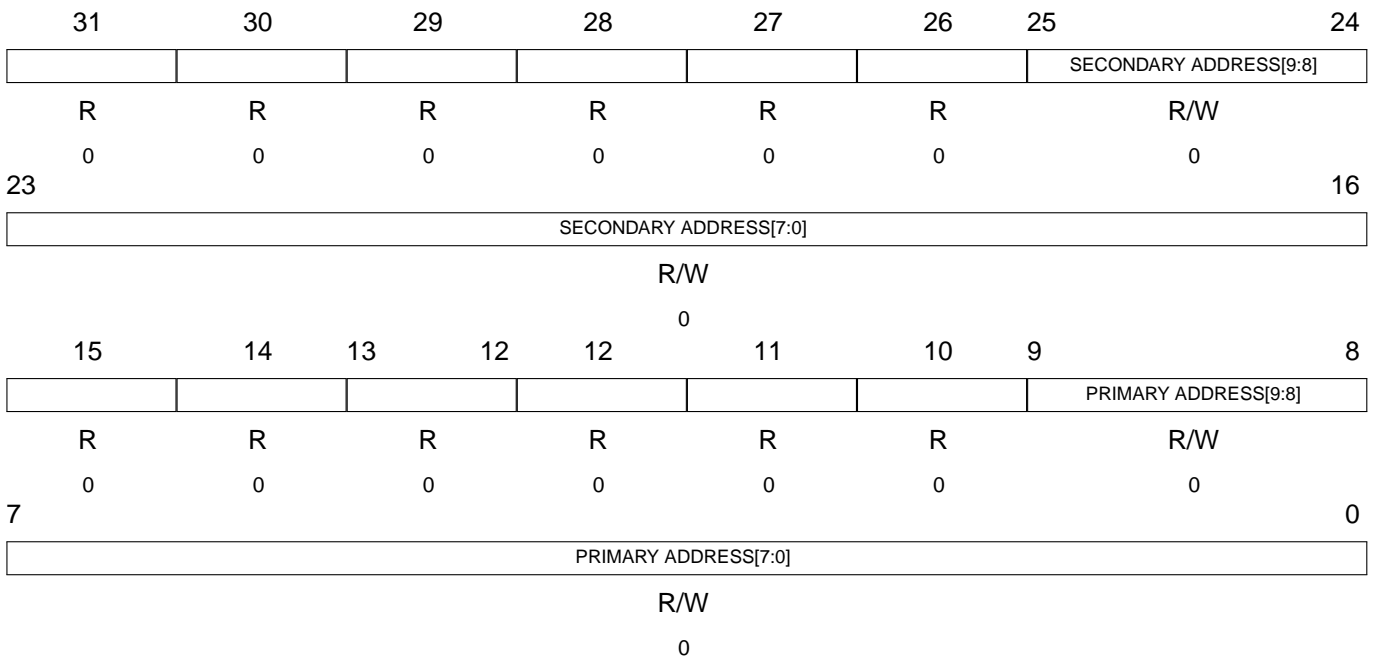 31 30 29 28 27 26 25 24
SECONDARY ADDRESS[9:8]
R R R R R R R/W
0 0 0 0 0 0 0
23 16
SECONDARY ADDRESS[7:0]
R/W
0
15 14 13 12 12 11 10 9 8
PRIMARY ADDRESS[9:8]
R R R R R R R/W
0 0 0 0 0 0 0
7 0
PRIMARY ADDRESS[7:0]
R/W
0